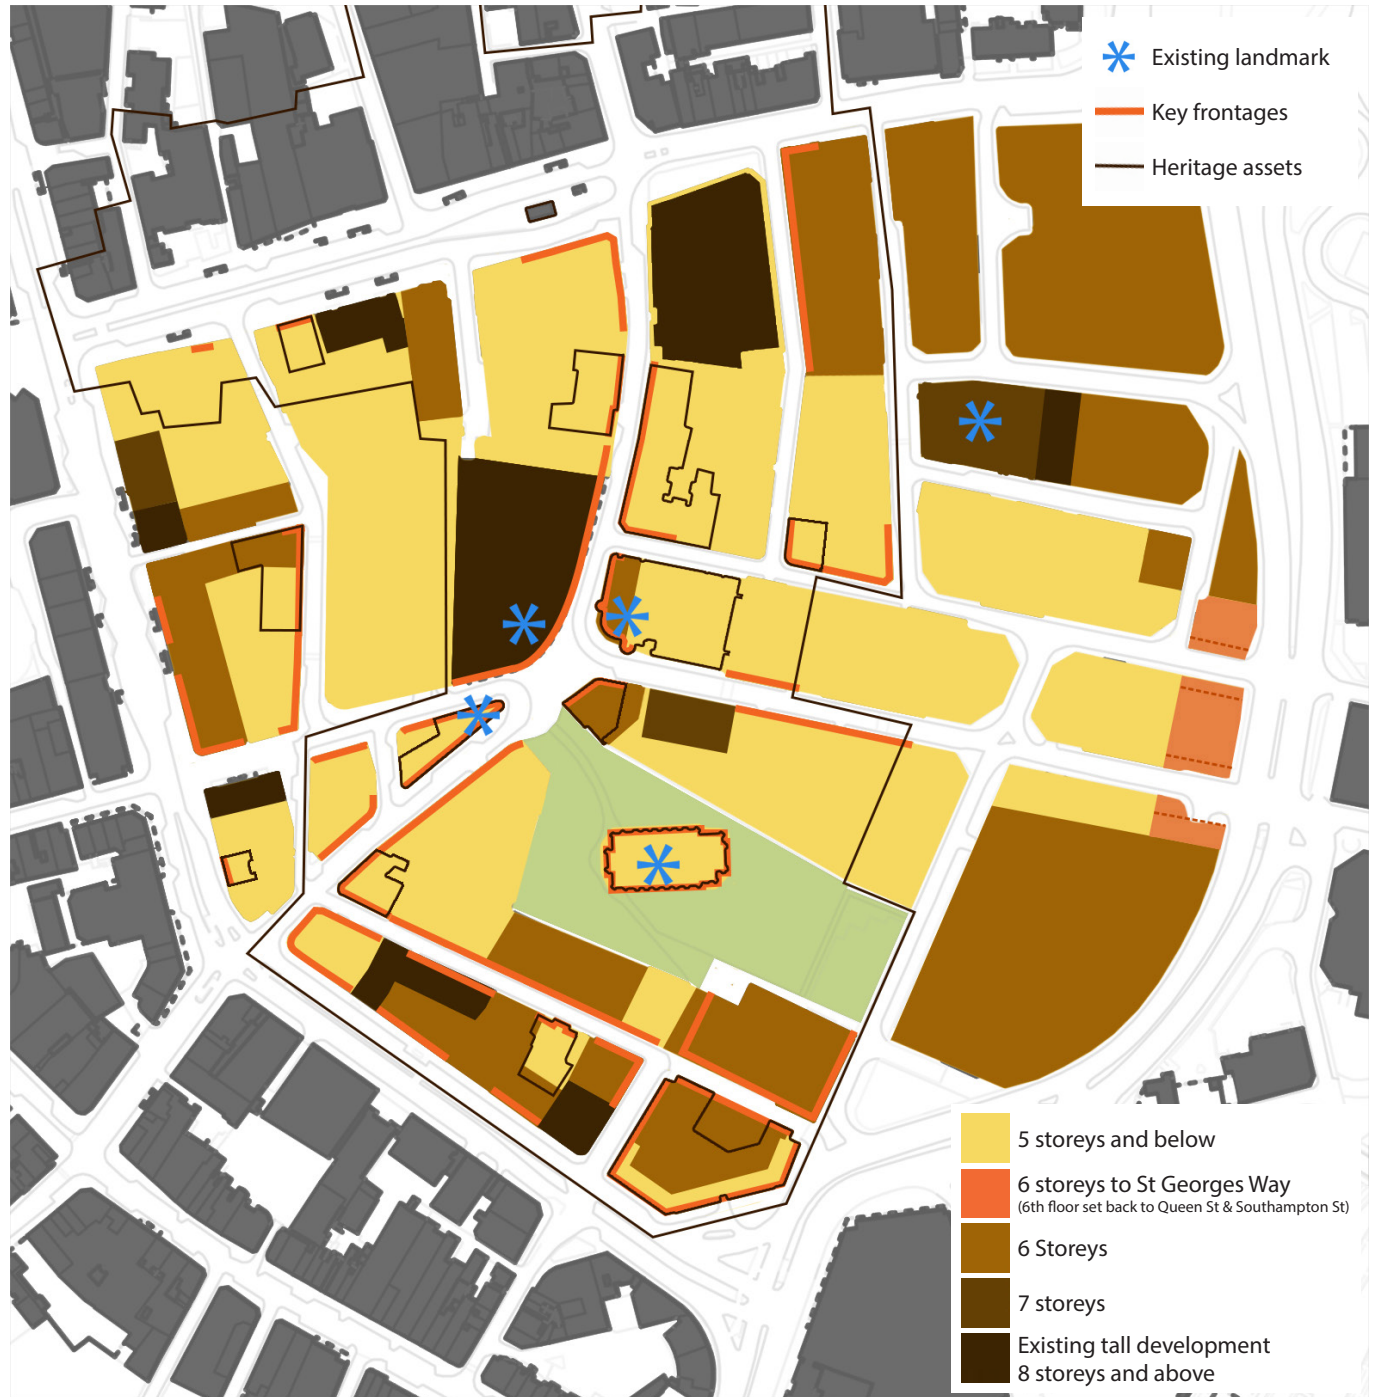 Existing landmark
Key frontages
Heritage assets
5 storeys and below
6 storeys to St Georges Way
(6th floor set back to Queen St & Southampton St)
6 Storeys
7 storeys
Existing tall development
8 storeys and above